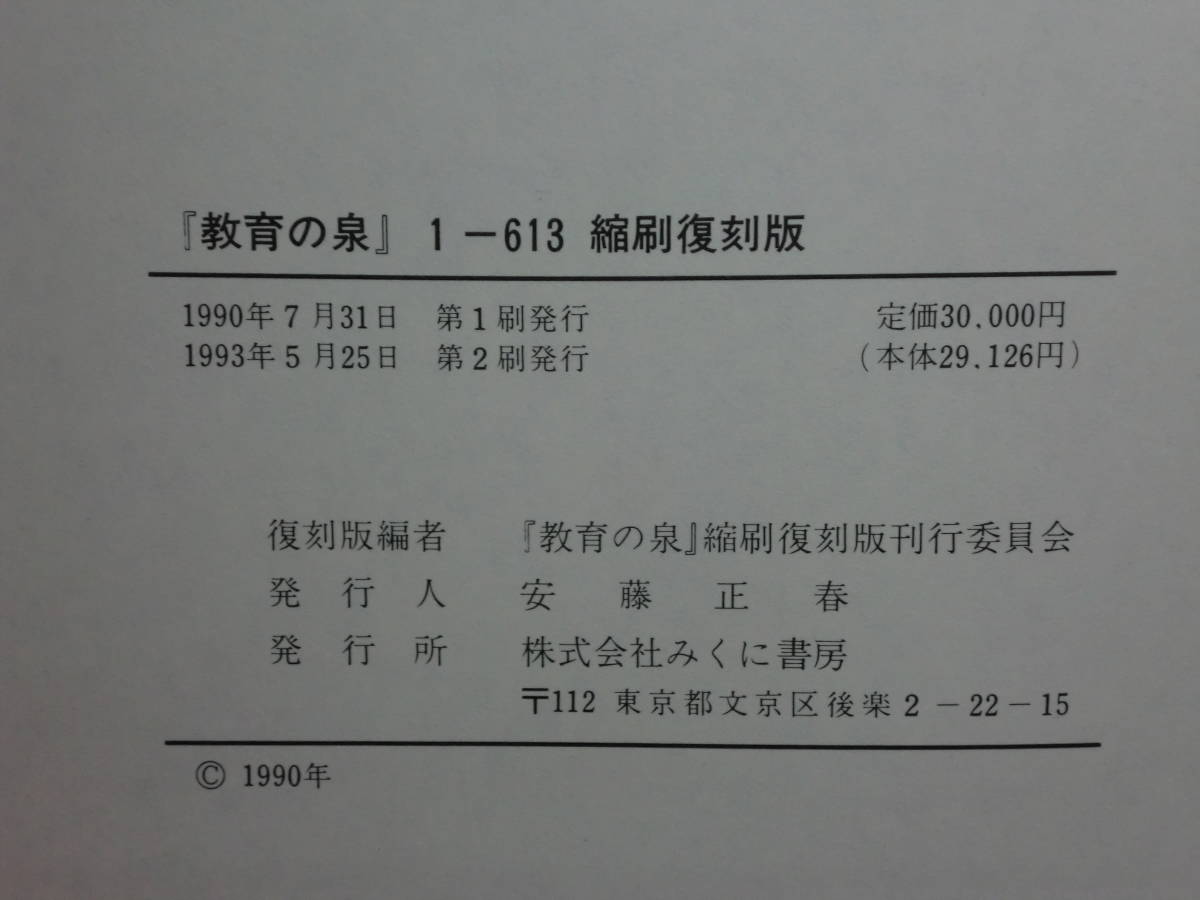 『教育の泉』 1－613 縮刷復刻版
1990年7月31日 第1刷発行 定価30,000円
1993年5月25日 第2刷発行 (本体29,126円)
復刻版編者 『教育の泉』縮刷復刻版刊行委員会
発行人 安藤正春
発行所 株式会社みくに書房
〒112 東京都文京区後楽2－22－15
© 1990年